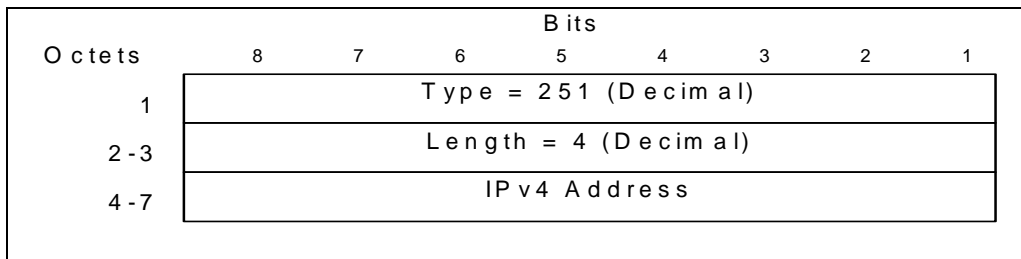 Bits
Octets 8 7 6 5 4 3 2 1
1 Type = 251 (Decimal)
2-3 Length = 4 (Decimal)
4-7 IPv4 Address